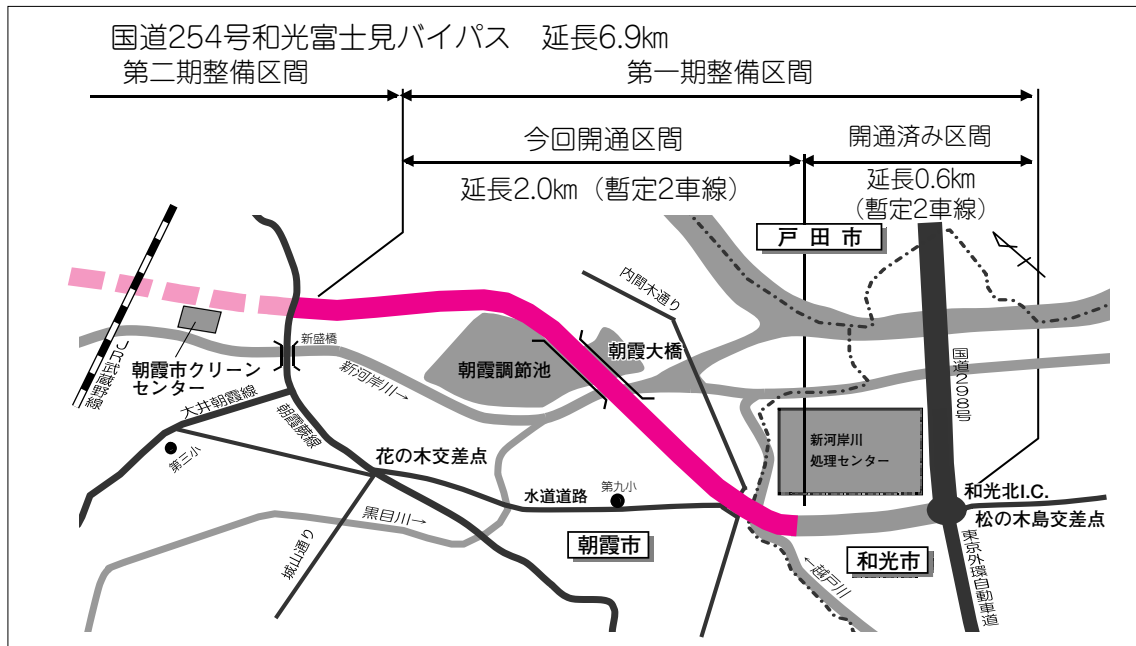 国道254号和光富士見バイパス 延長6.9km
第二期整備区間
第一期整備区間
今回開通区間
開通済み区間
延長2.0km（暫定2車線）
延長0.6km
（暫定2車線）
戸田市
内間木通り
新盛橋
朝霞大橋
朝霞調節池
朝霞市クリーン
センター
JR武蔵野線
新河岸川→
国道298号
大井朝霞線
朝霞蕨線
新河岸川
処理センター
第三小
花の木交差点
水道道路
第九小
和光北I.C.
松の木島交差点
黒目川→
城山通り
朝霞市
和光市
←越戸川
東京外環自動車道